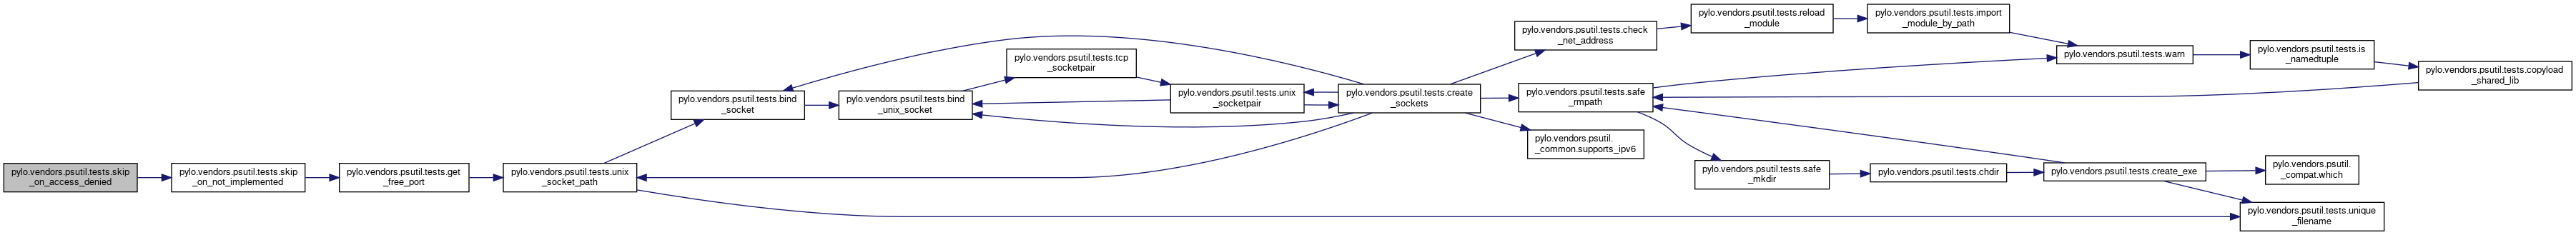 pylo.vendors.psutil.tests.skip
_on_access_denied
pylo.vendors.psutil.tests.skip
_on_not_implemented
pylo.vendors.psutil.tests.get
_free_port
pylo.vendors.psutil.tests.unix
_socket_path
pylo.vendors.psutil.tests.bind
_socket
pylo.vendors.psutil.tests.bind
_unix_socket
pylo.vendors.psutil.tests.tcp
_socketpair
pylo.vendors.psutil.tests.unix
_socketpair
pylo.vendors.psutil.tests.create
_sockets
pylo.vendors.psutil.tests.check
_net_address
pylo.vendors.psutil.tests.safe
_rmpath
pylo.vendors.psutil.
_common.supports_ipv6
pylo.vendors.psutil.tests.reload
_module
pylo.vendors.psutil.tests.import
_module_by_path
pylo.vendors.psutil.tests.warn
pylo.vendors.psutil.tests.is
_namedtuple
pylo.vendors.psutil.tests.copyload
_shared_lib
pylo.vendors.psutil.tests.safe
_mkdir
pylo.vendors.psutil.tests.chdir
pylo.vendors.psutil.tests.create_exe
pylo.vendors.psutil.
_compat.which
pylo.vendors.psutil.tests.unique
_filename